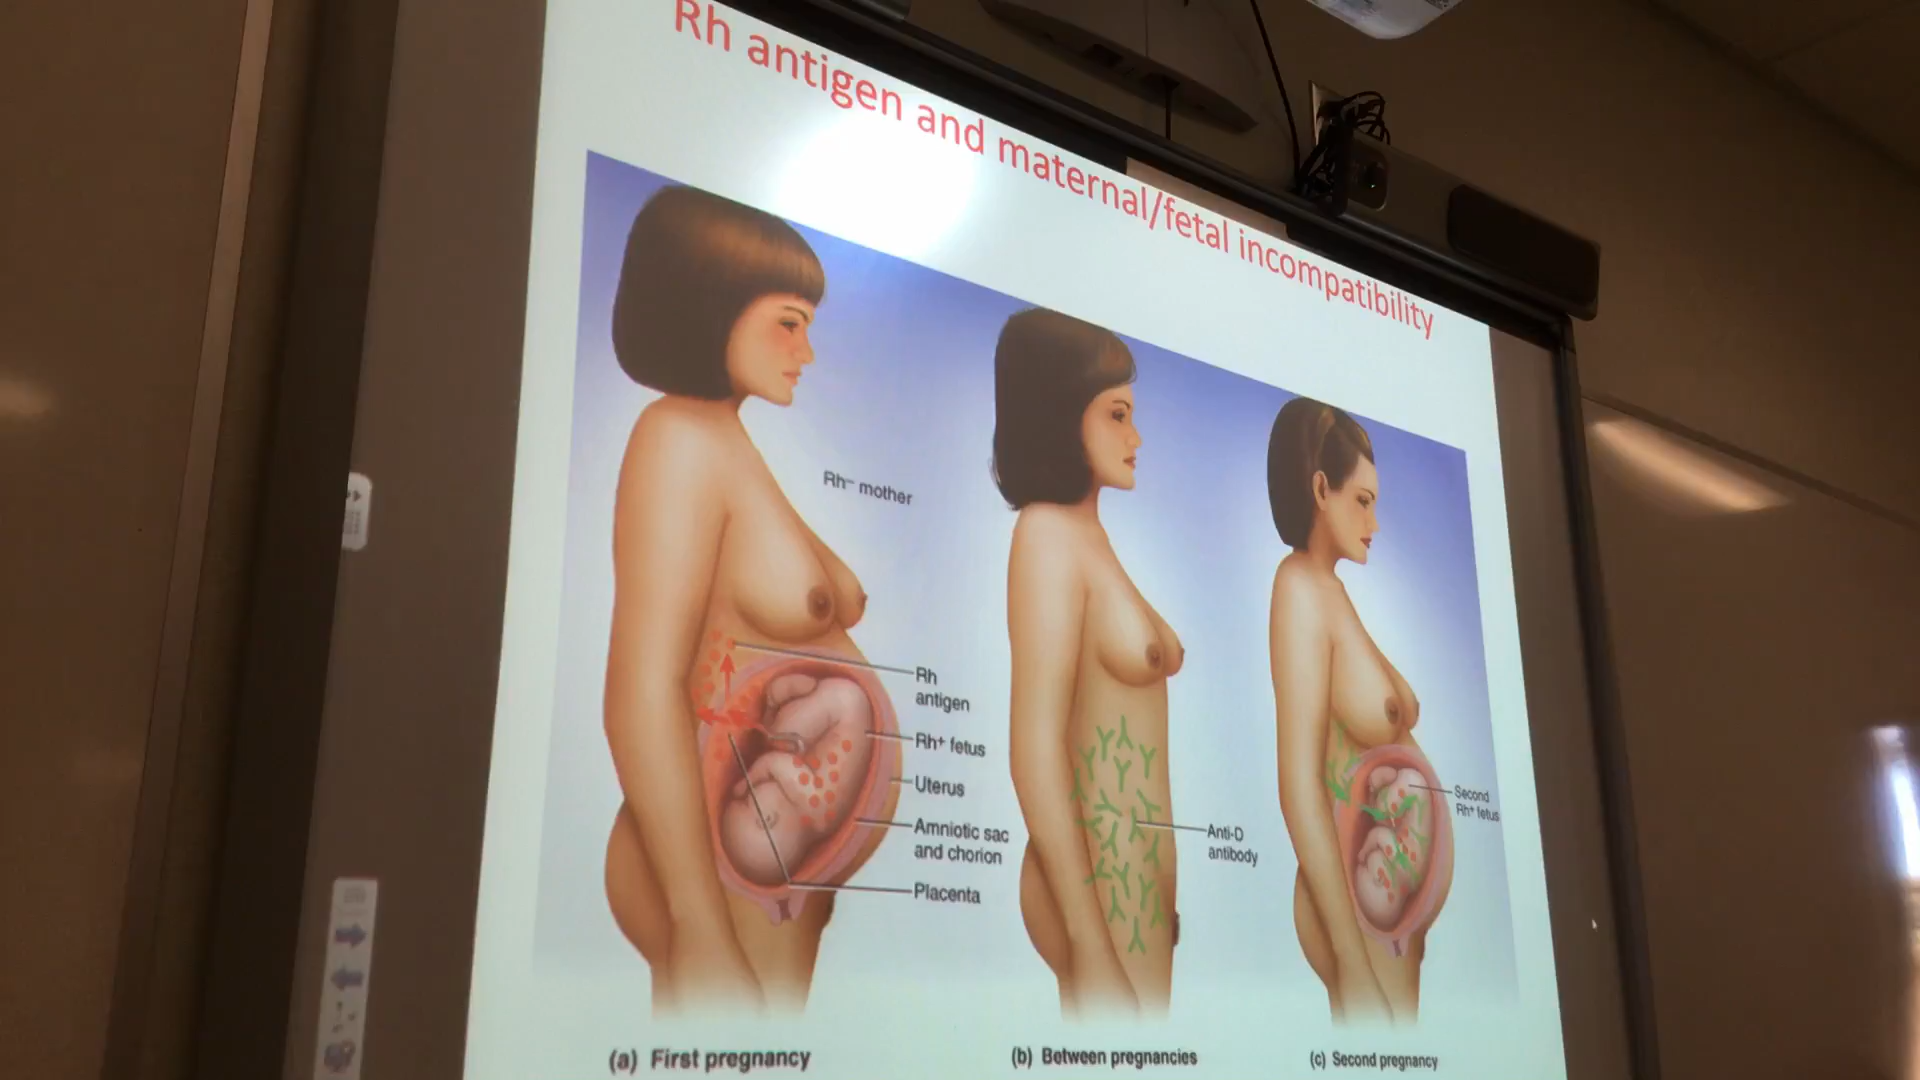 Rh antigen and maternal/fetal incompatibility
Rh⁻ mother
Rh
antigen
Rh⁺ fetus
Uterus
Amniotic sac
and chorion
Placenta
(a) First pregnancy
Anti-D
antibody
(b) Between pregnancies
Second
Rh⁺ fetus
(c) Second pregnancy